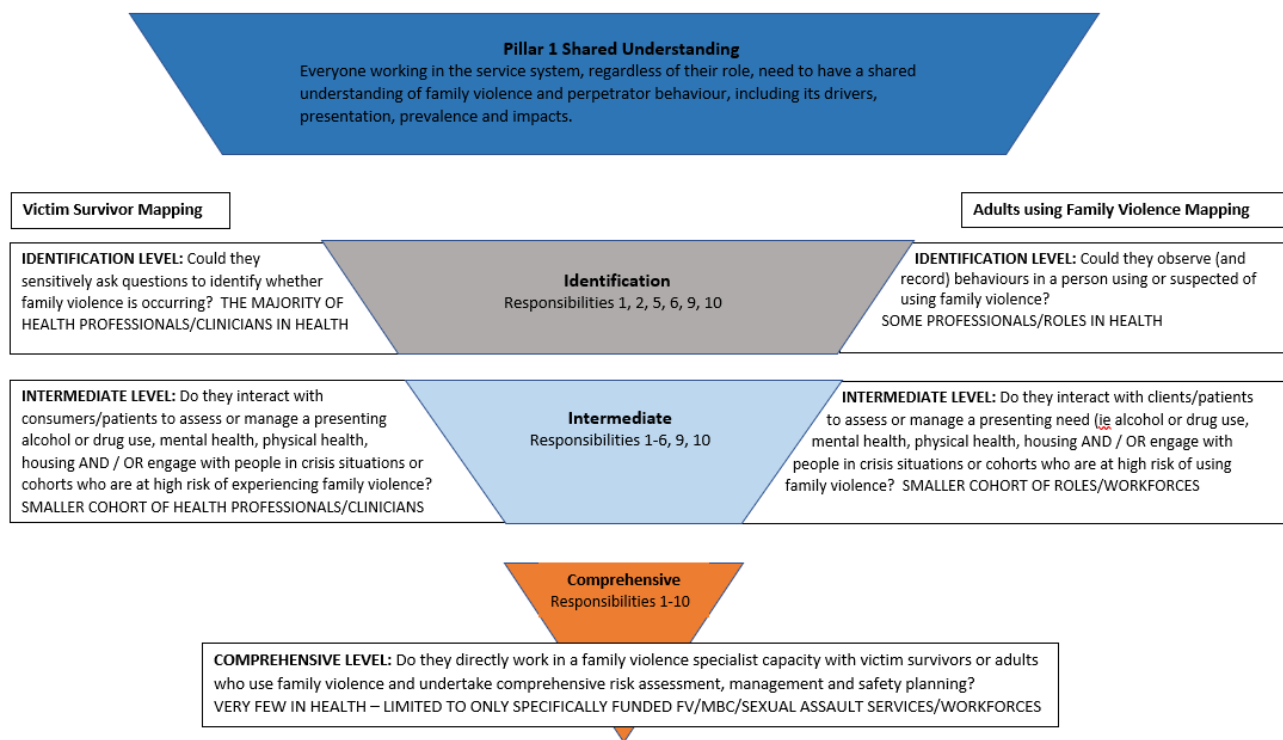 Pillar 1 Shared Understanding
Everyone working in the service system, regardless of their role, need to have a shared
understanding of family violence and perpetrator behaviour, including its drivers,
presentation, prevalence and impacts.
Victim Survivor Mapping
Adults using Family Violence Mapping
IDENTIFICATION LEVEL: Could they
sensitively ask questions to identify whether
family violence is occurring? THE MAJORITY OF
HEALTH PROFESSIONALS/CLINICIANS IN HEALTH
Identification
Responsibilities 1, 2, 5, 6, 9, 10
IDENTIFICATION LEVEL: Could they observe (and
record) behaviours in a person using or suspected of
using family violence?
SOME PROFESSIONALS/ROLES IN HEALTH
INTERMEDIATE LEVEL: Do they interact with
consumers/patients to assess or manage a presenting
alcohol or drug use, mental health, physical health,
housing AND / OR engage with people in crisis situations or
cohorts who are at high risk of experiencing family violence?
SMALLER COHORT OF HEALTH PROFESSIONALS/CLINICIANS
Intermediate
Responsibilities 1-6, 9, 10
INTERMEDIATE LEVEL: Do they interact with clients/patients
to assess or manage a presenting need (ie alcohol or drug use,
mental health, physical health, housing AND / OR engage with
people in crisis situations or cohorts who are at high risk of using
family violence? SMALLER COHORT OF ROLES/WORKFORCES
Comprehensive
Responsibilities 1-10
COMPREHENSIVE LEVEL: Do they directly work in a family violence specialist capacity with victim survivors or adults
who use family violence and undertake comprehensive risk assessment, management and safety planning?
VERY FEW IN HEALTH – LIMITED TO ONLY SPECIFICALLY FUNDED FV/MBC/SEXUAL ASSAULT SERVICES/WORKFORCES